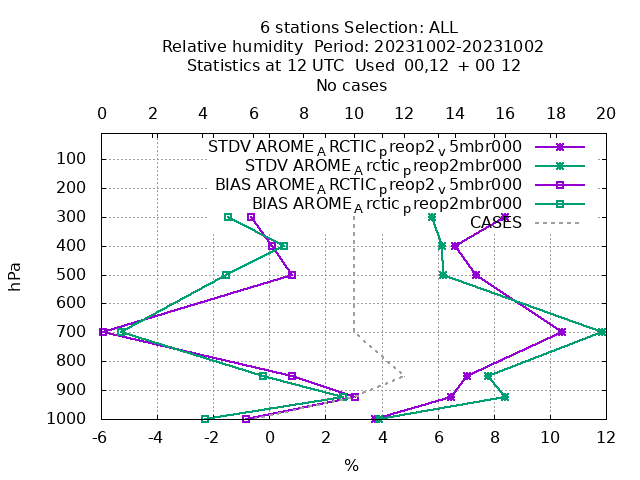 6 stations Selection: ALL
Relative humidity  Period: 20231002-20231002
Statistics at 12 UTC  Used  00,12  + 00 12
No cases
0 2 4 6 8 10 12 14 16 18 20
STDV AROME_ARCTIC_preop2_v5mbr000
STDV AROME_Arctic_preop2mbr000
BIAS AROME_ARCTIC_preop2_v5mbr000
BIAS AROME_Arctic_preop2mbr000
CASES
100
200
300
400
500
600
700
800
900
1000
hPa
-6 -4 -2 0 2 4 6 8 10 12
%